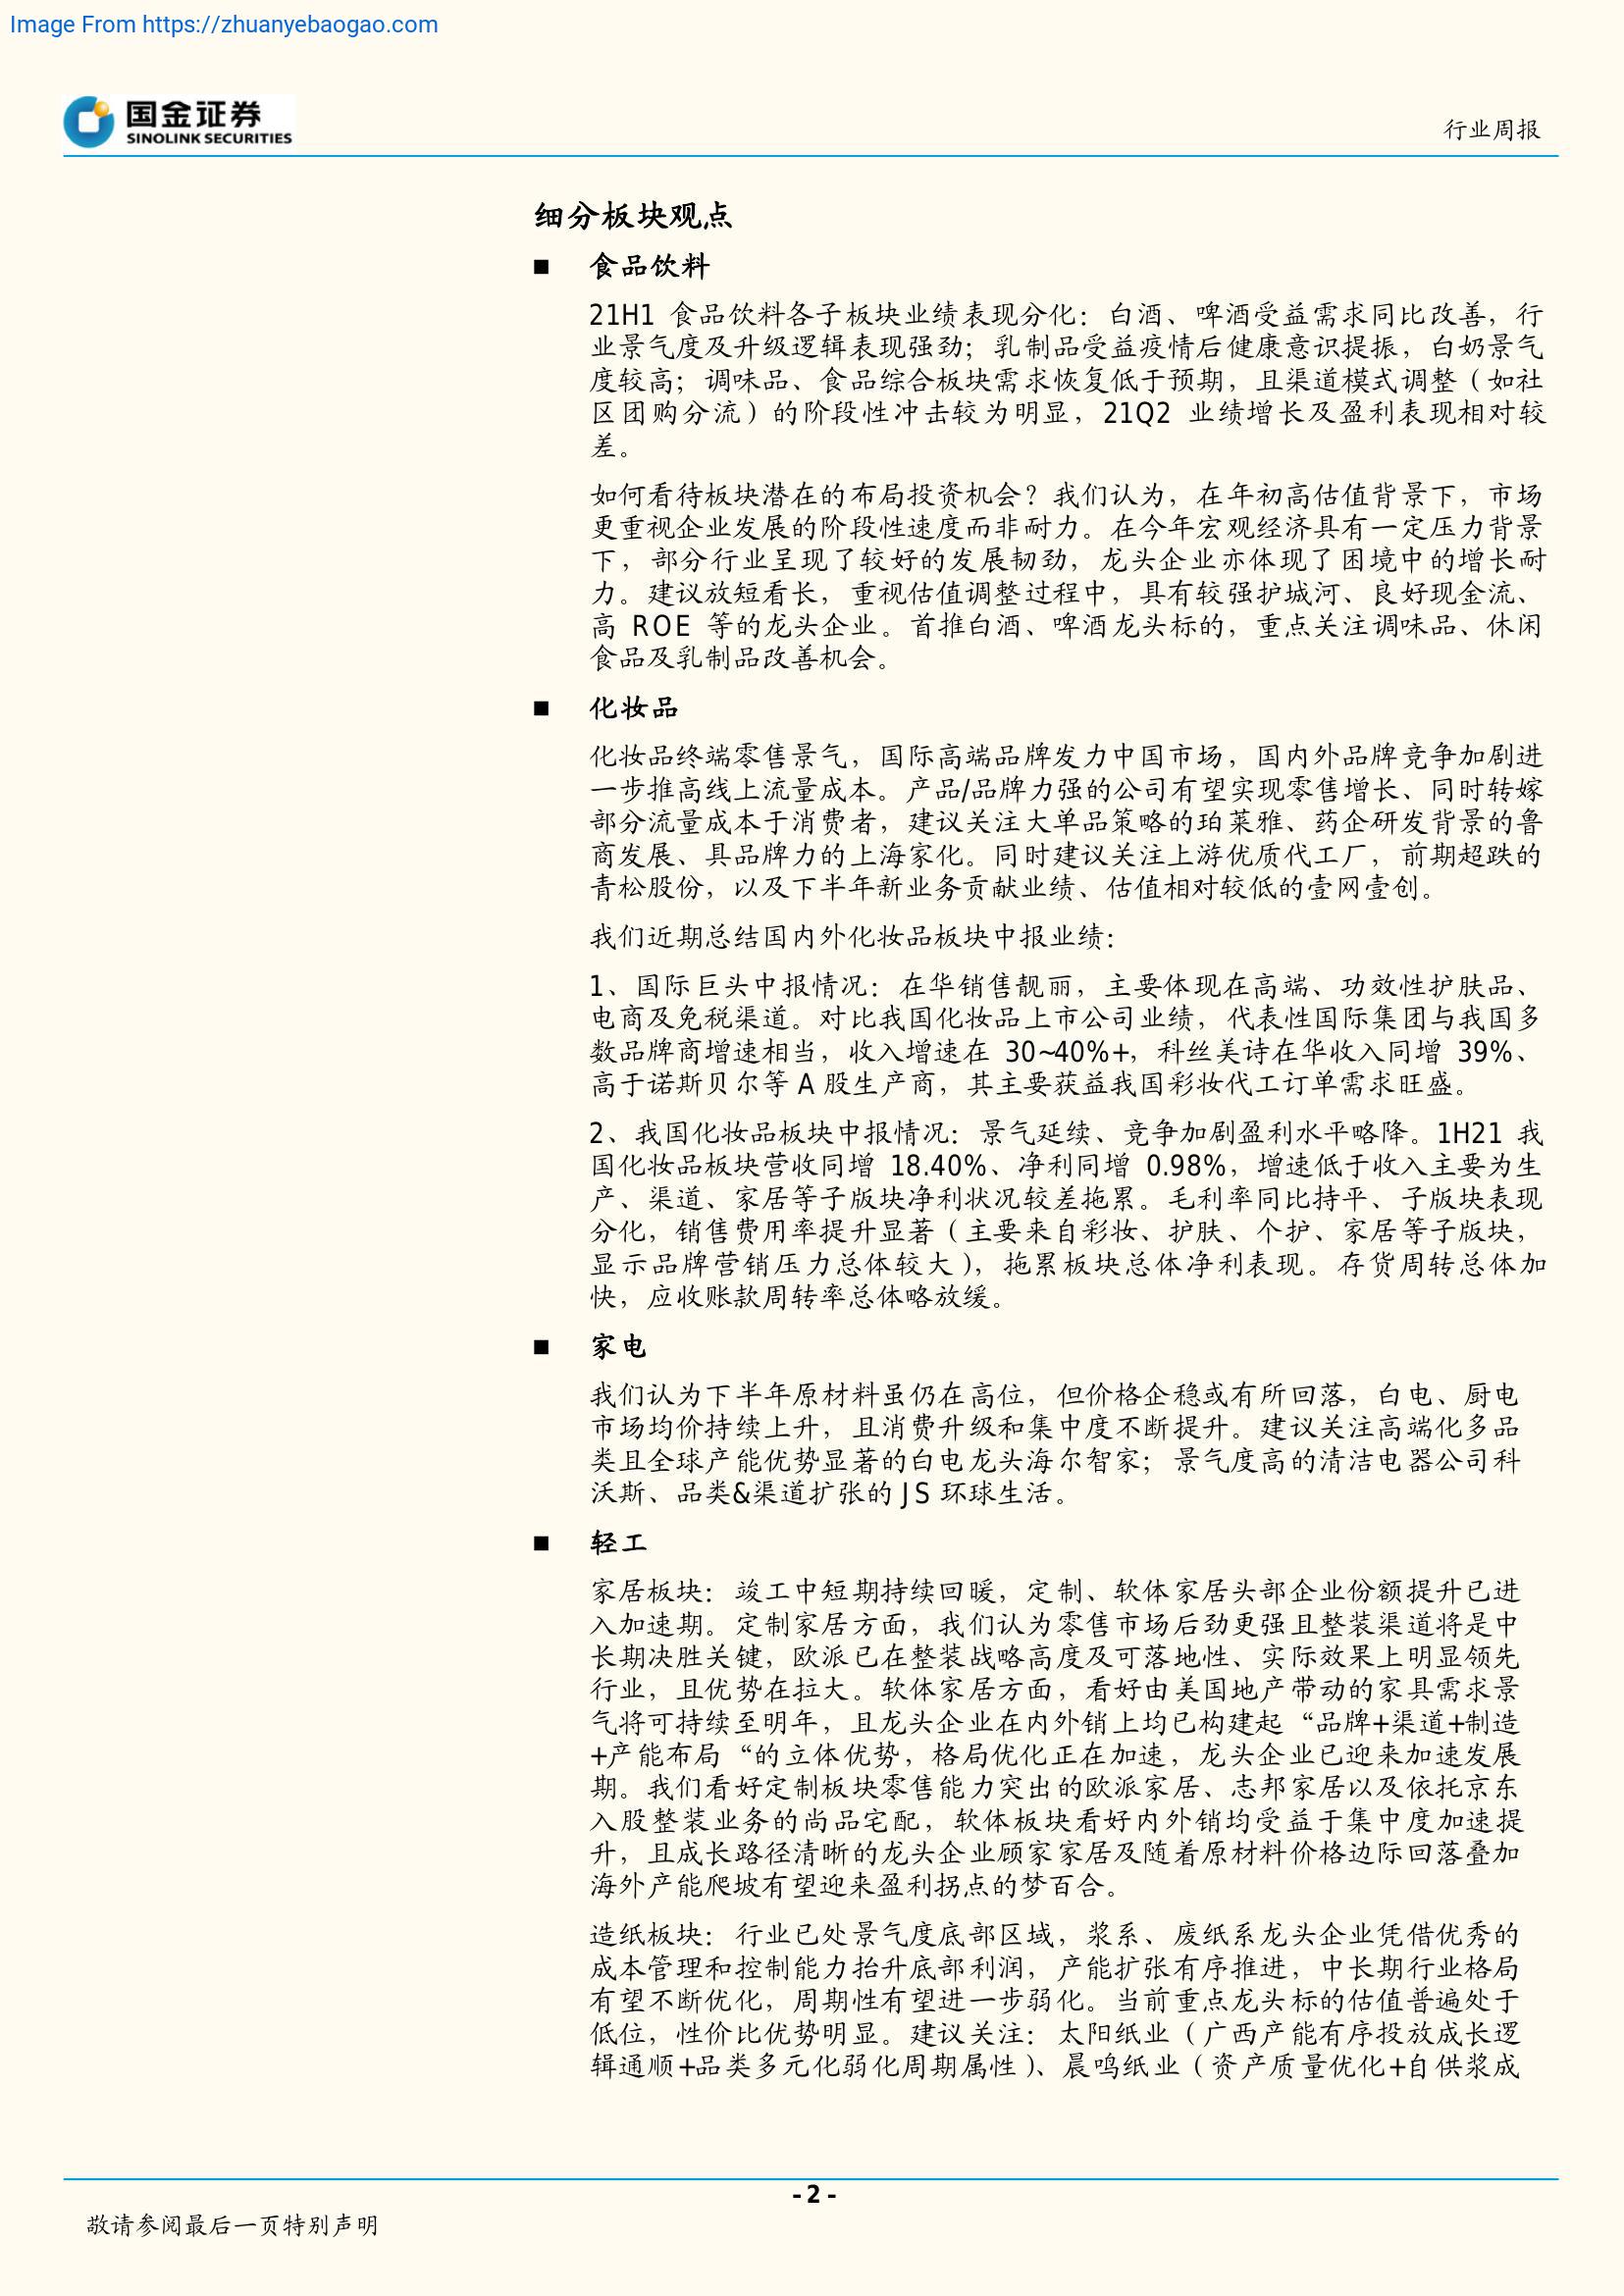 Image From https://zhuanyebaogao.com
国金证券
SINOLINK SECURITIES
行业周报
细分板块观点
■ 食品饮料
21H1 食品饮料各子板块业绩表现分化：白酒、啤酒受益需求同比改善，行
业景气度及升级逻辑表现强劲；乳制品受益疫情后健康意识提振，白奶景气
度较高；调味品、食品综合板块需求恢复低于预期，且渠道模式调整（如社
区团购分流）的阶段性冲击较为明显，21Q2 业绩增长及盈利表现相对较
差。
如何看待板块潜在的布局投资机会？我们认为，在年初高估值背景下，市场
更重视企业发展的阶段性速度而非耐力。在今年宏观经济具有一定压力背景
下，部分行业呈现了较好的发展韧劲，龙头企业亦体现了困境中的增长耐
力。建议放短看长，重视估值调整过程中，具有较强护城河、良好现金流、
高 ROE 等的龙头企业。首推白酒、啤酒龙头标的，重点关注调味品、休闲
食品及乳制品改善机会。
■ 化妆品
化妆品终端零售景气，国际高端品牌发力中国市场，国内外品牌竞争加剧进
一步推高线上流量成本。产品/品牌力强的公司有望实现零售增长、同时转嫁
部分流量成本于消费者，建议关注大单品策略的珀莱雅、药企研发背景的鲁
商发展、具品牌力的上海家化。同时建议关注上游优质代工厂，前期超跌的
青松股份，以及下半年新业务贡献业绩、估值相对较低的壹网壹创。
我们近期总结国内外化妆品板块中报业绩：
1、国际巨头中报情况：在华销售靓丽，主要体现在高端、功效性护肤品、
电商及免税渠道。对比我国化妆品上市公司业绩，代表性国际集团与我国多
数品牌商增速相当，收入增速在 30~40%+，科丝美诗在华收入同增 39%、
高于诺斯贝尔等 A 股生产商，其主要获益我国彩妆代工订单需求旺盛。
2、我国化妆品板块中报情况：景气延续、竞争加剧盈利水平略降。1H21 我
国化妆品板块营收同增 18.40%、净利同增 0.98%，增速低于收入主要为生
产、渠道、家居等子版块净利状况较差拖累。毛利率同比持平、子版块表现
分化，销售费用率提升显著（主要来自彩妆、护肤、个护、家居等子版块，
显示品牌营销压力总体较大），拖累板块总体净利表现。存货周转总体加
快，应收账款周转率总体略放缓。
■ 家电
我们认为下半年原材料虽仍在高位，但价格企稳或有所回落，白电、厨电
市场均价持续上升，且消费升级和集中度不断提升。建议关注高端化多品
类且全球产能优势显著的白电龙头海尔智家；景气度高的清洁电器公司科
沃斯、品类&渠道扩张的 JS 环球生活。
■ 轻工
家居板块：竣工中短期持续回暖，定制、软体家居头部企业份额提升已进
入加速期。定制家居方面，我们认为零售市场后劲更强且整装渠道将是中
长期决胜关键，欧派已在整装战略高度及可落地性、实际效果上明显领先
行业，且优势在拉大。软体家居方面，看好由美国地产带动的家具需求景
气将可持续至明年，且龙头企业在内外销上均已构建起“品牌+渠道+制造
+产能布局“的立体优势，格局优化正在加速，龙头企业已迎来加速发展
期。我们看好定制板块零售能力突出的欧派家居、志邦家居以及依托京东
入股整装业务的尚品宅配，软体板块看好内外销均受益于集中度加速提
升，且成长路径清晰的龙头企业顾家家居及随着原材料价格边际回落叠加
海外产能爬坡有望迎来盈利拐点的梦百合。
造纸板块：行业已处景气度底部区域，浆系、废纸系龙头企业凭借优秀的
成本管理和控制能力抬升底部利润，产能扩张有序推进，中长期行业格局
有望不断优化，周期性有望进一步弱化。当前重点龙头标的估值普遍处于
低位，性价比优势明显。建议关注：太阳纸业（广西产能有序投放成长逻
辑通顺+品类多元化弱化周期属性）、晨鸣纸业（资产质量优化+自供浆成
- 2 -
敬请参阅最后一页特别声明